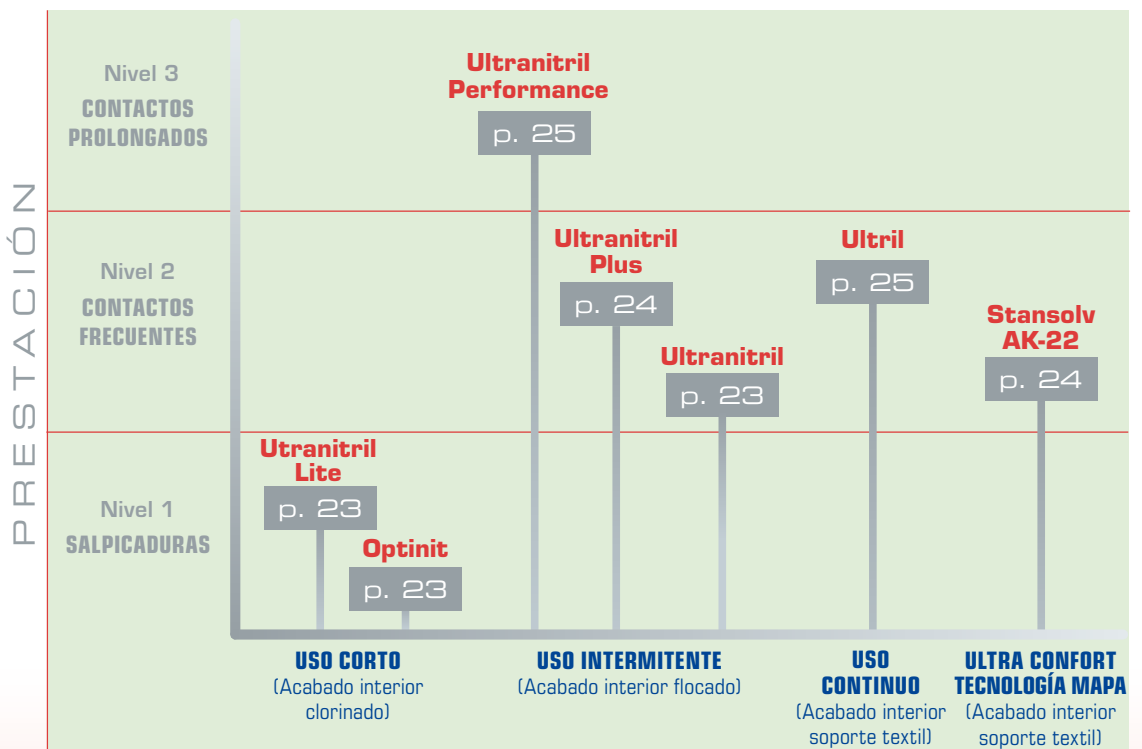 PRESTACIÓN
Nivel 3
CONTACTOS
PROLONGADOS
Ultranitril
Performance
p. 25
Nivel 2
CONTACTOS
FRECUENTES
Ultranitril
Plus
p. 24
Ultranitril
p. 23
Ultril
p. 25
Stansolv
AK-22
p. 24
Nivel 1
SALPICADURAS
Utranitril
Lite
p. 23
Optinit
p. 23
USO CORTO
(Acabado interior
clorinado)
USO INTERMITENTE
(Acabado interior flocado)
USO
CONTINUO
(Acabado interior
soporte textil)
ULTRA CONFORT
TECNOLOGÍA MAPA
(Acabado interior
soporte textil)